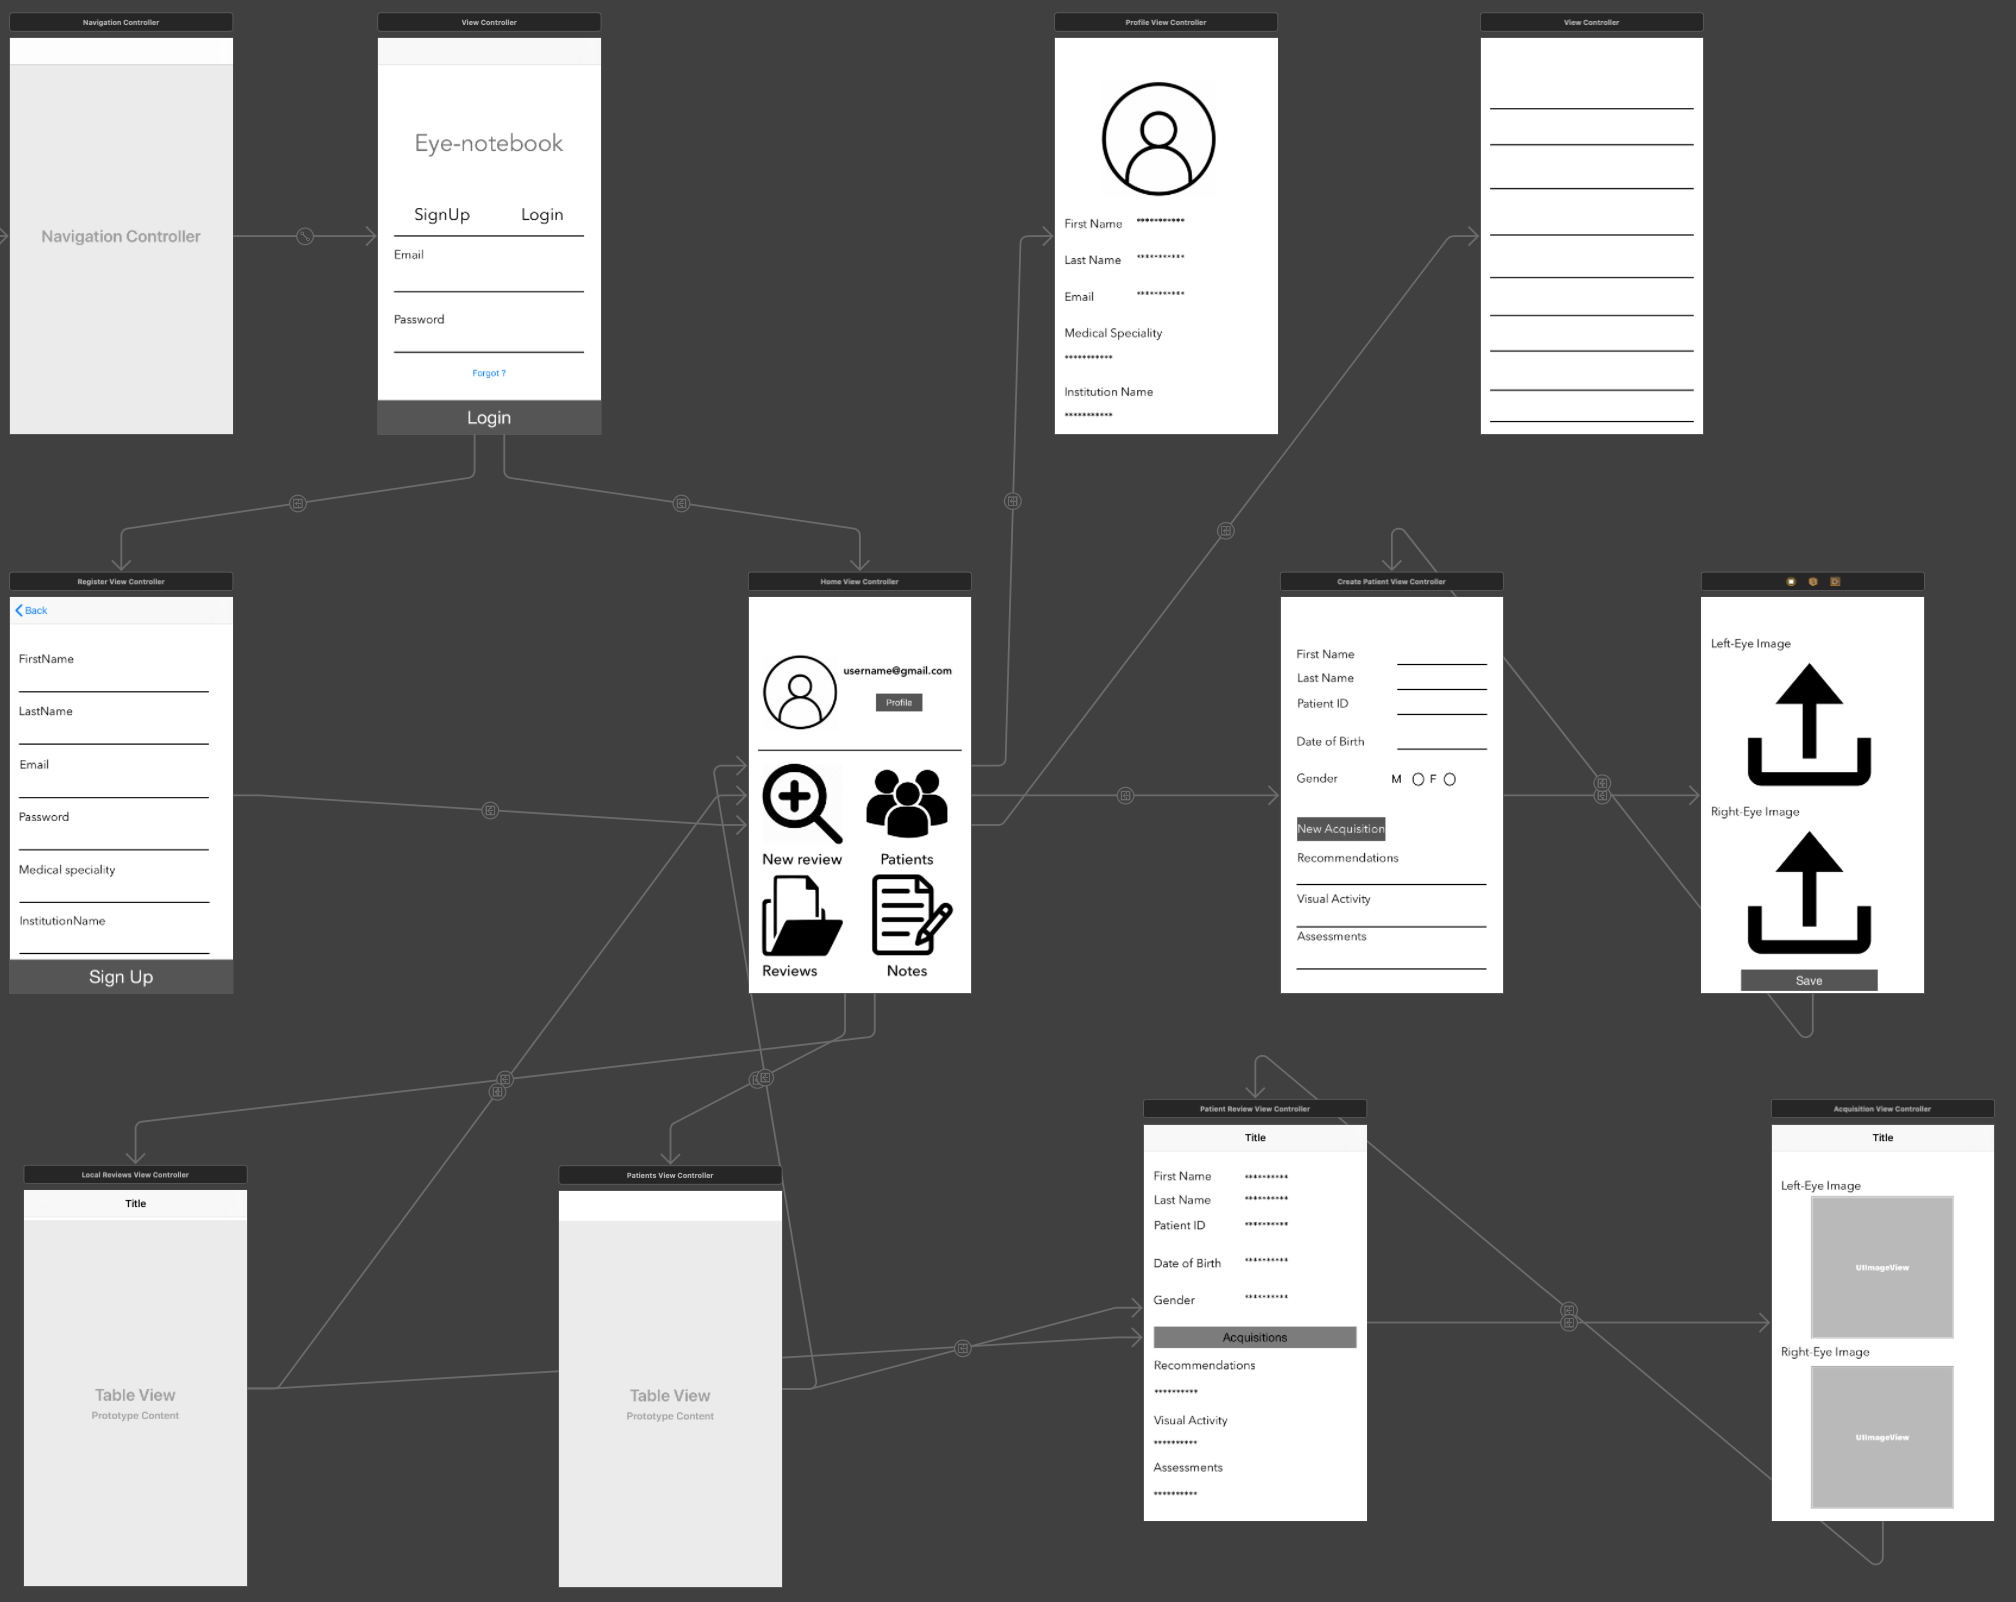 Navigation Controller
Navigation Controller
View Controller
Eye-notebook
SignUp Login
Email
Password
Forgot ?
Login
Profile View Controller
First Name ***********
Last Name ***********
Email ***********
Medical Speciality
***********
Institution Name
***********
View Controller
Register View Controller
Back
FirstName
LastName
Email
Password
Medical speciality
InstitutionName
Sign Up
Home View Controller
username@gmail.com
Profile
New review Patients
Reviews Notes
Create Patient View Controller
First Name
Last Name
Patient ID
Date of Birth
Gender M F
New Acquisition
Recommendations
Visual Activity
Assessments
Left-Eye Image
Right-Eye Image
Save
Local Reviews View Controller
Title
Table View
Prototype Content
Patients View Controller
Table View
Prototype Content
Patient Review View Controller
Title
First Name **********
Last Name **********
Patient ID **********
Date of Birth **********
Gender **********
Acquisitions
Recommendations
**********
Visual Activity
**********
Assessments
**********
Acquisition View Controller
Title
Left-Eye Image
UIImageView
Right-Eye Image
UIImageView